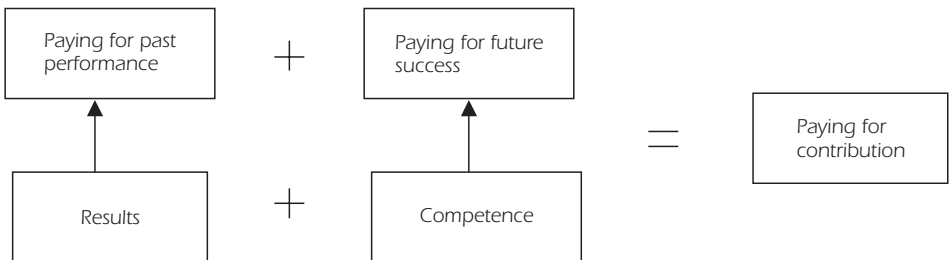 Paying for past
performance
+
Paying for future
success
Results
+
Competence
=
Paying for
contribution